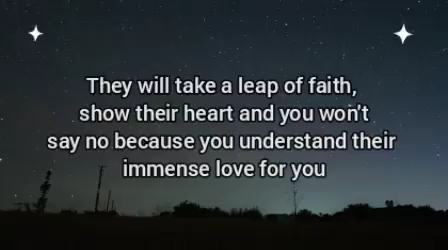 They will take a leap of faith,
show their heart and you won't
say no because you understand their
immense love for you